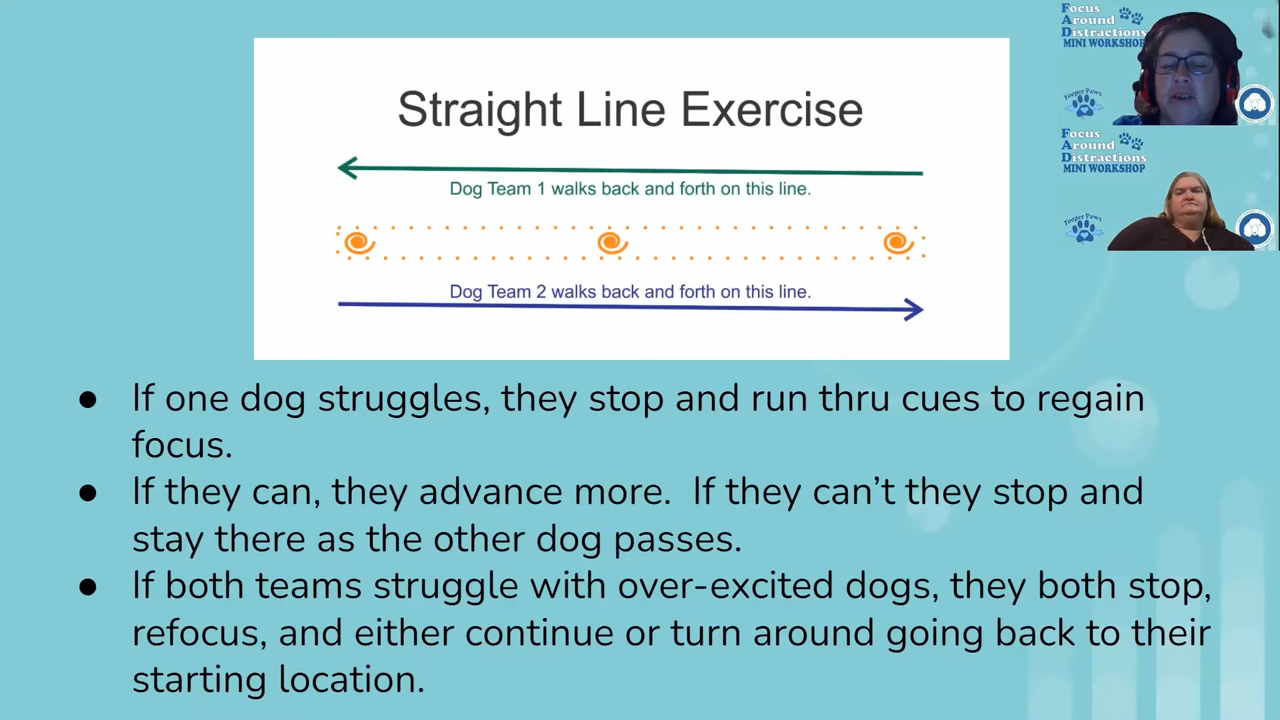 Straight Line Exercise
Dog Team 1 walks back and forth on this line.
Dog Team 2 walks back and forth on this line.
● If one dog struggles, they stop and run thru cues to regain
focus.
● If they can, they advance more. If they can’t they stop and
stay there as the other dog passes.
● If both teams struggle with over-excited dogs, they both stop,
refocus, and either continue or turn around going back to their
starting location.
Focus
Around
Distractions
MINI WORKSHOP
Yooper Paws
Focus
Around
Distractions
MINI WORKSHOP
Yooper Paws